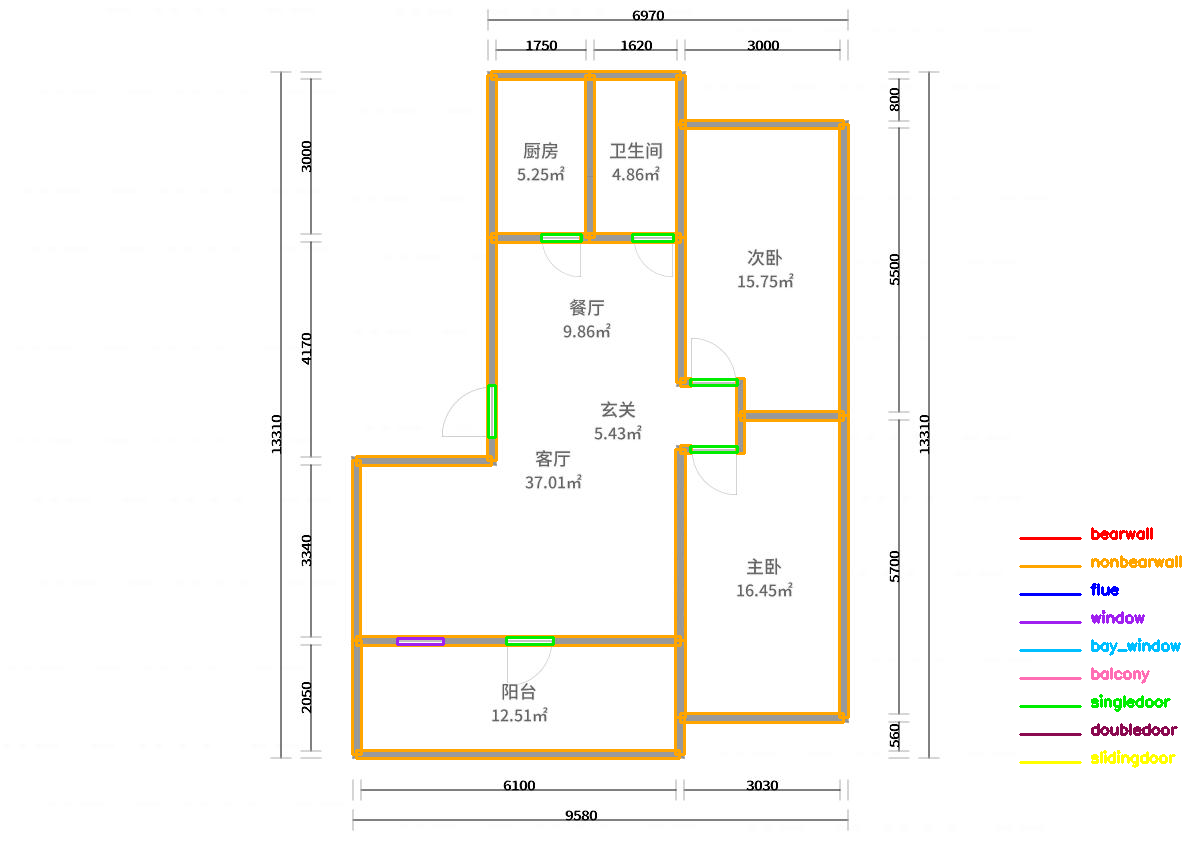 6970
1750
1620
3000
800
3000
厨房
5.25㎡
卫生间
4.86㎡
次卧
15.75㎡
5500
餐厅
9.86㎡
4170
玄关
5.43㎡
13310
13310
客厅
37.01㎡
3340
主卧
16.45㎡
5700
阳台
12.51㎡
2050
560
6100
3030
9580
bearwall
nonbearwall
flue
window
bay_window
balcony
singledoor
doubledoor
slidingdoor